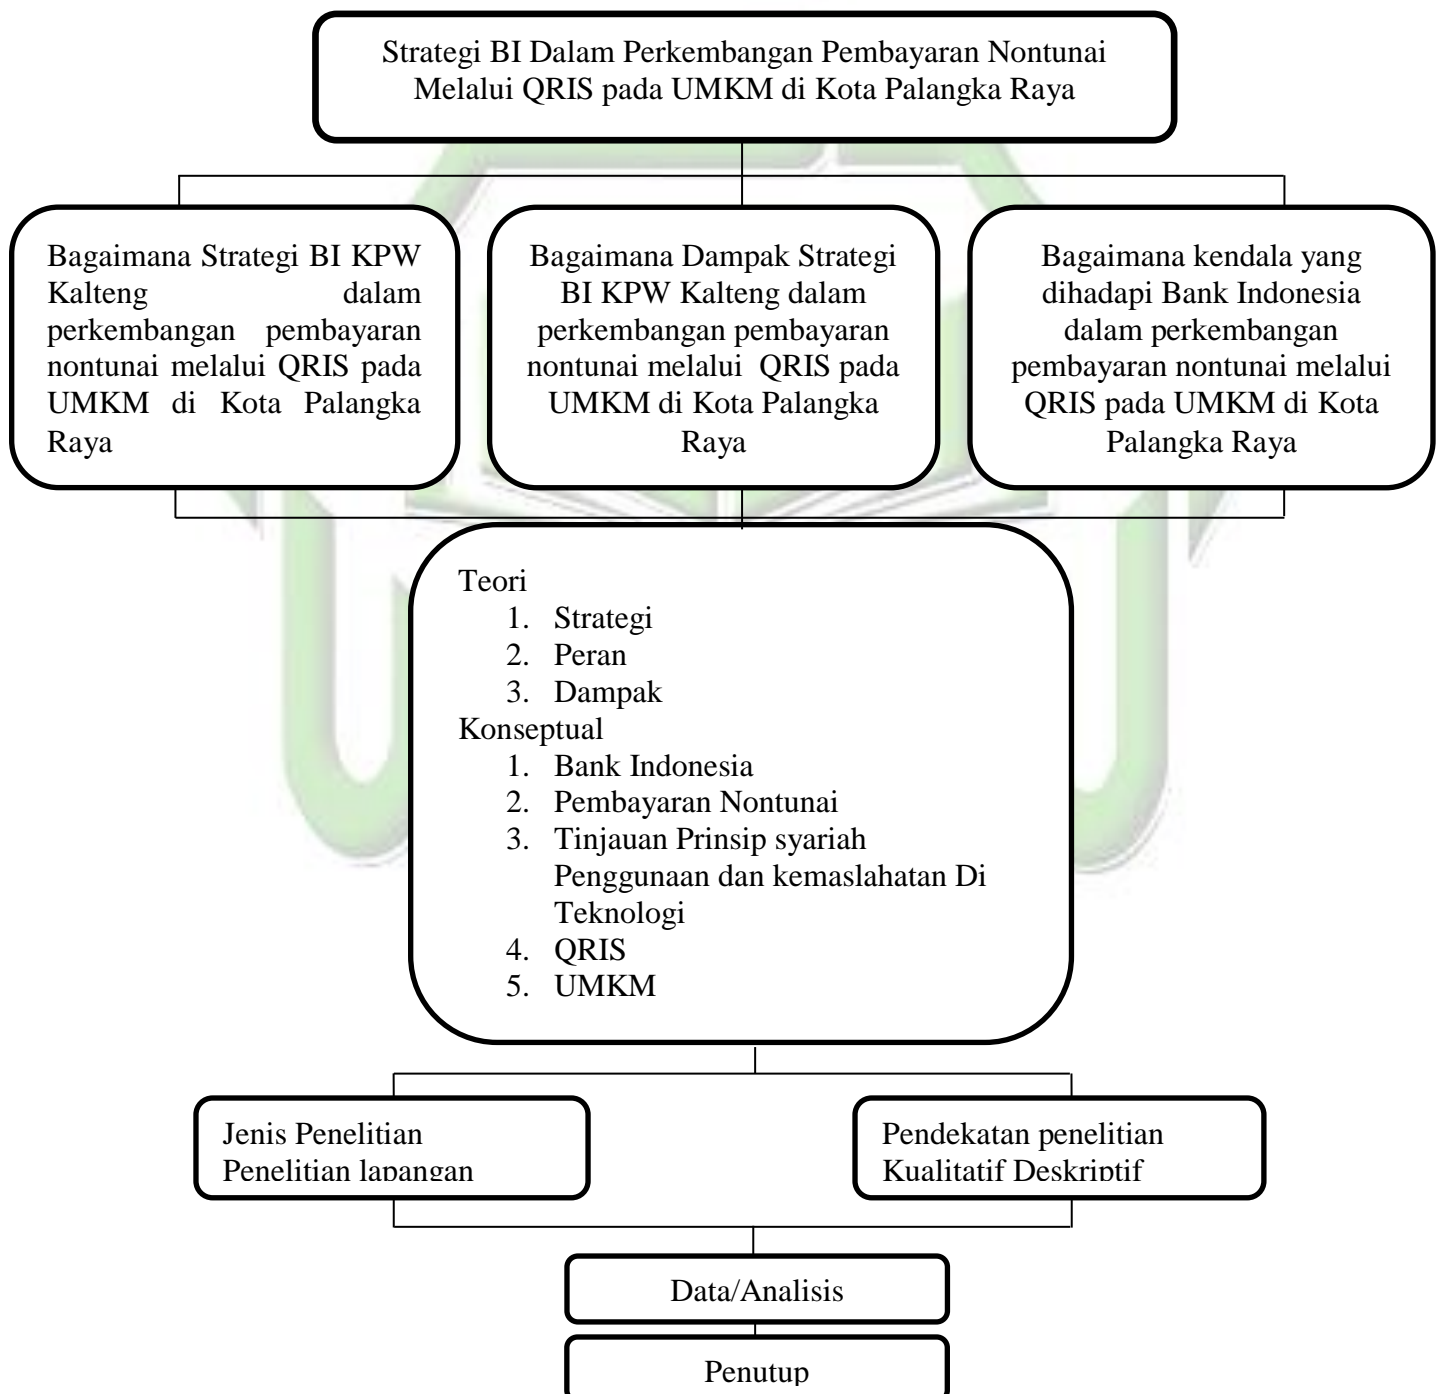 Strategi BI Dalam Perkembangan Pembayaran Nontunai
Melalui QRIS pada UMKM di Kota Palangka Raya
Bagaimana Strategi BI KPW
Kalteng dalam
perkembangan pembayaran
nontunai melalui QRIS pada
UMKM di Kota Palangka
Raya
Bagaimana Dampak Strategi
BI KPW Kalteng dalam
perkembangan pembayaran
nontunai melalui QRIS pada
UMKM di Kota Palangka
Raya
Bagaimana kendala yang
dihadapi Bank Indonesia
dalam perkembangan
pembayaran nontunai melalui
QRIS pada UMKM di Kota
Palangka Raya
Teori
1. Strategi
2. Peran
3. Dampak
Konseptual
1. Bank Indonesia
2. Pembayaran Nontunai
3. Tinjauan Prinsip syariah
Penggunaan dan kemaslahatan Di
Teknologi
4. QRIS
5. UMKM
Jenis Penelitian
Penelitian lapangan
Pendekatan penelitian
Kualitatif Deskriptif
Data/Analisis
Penutup